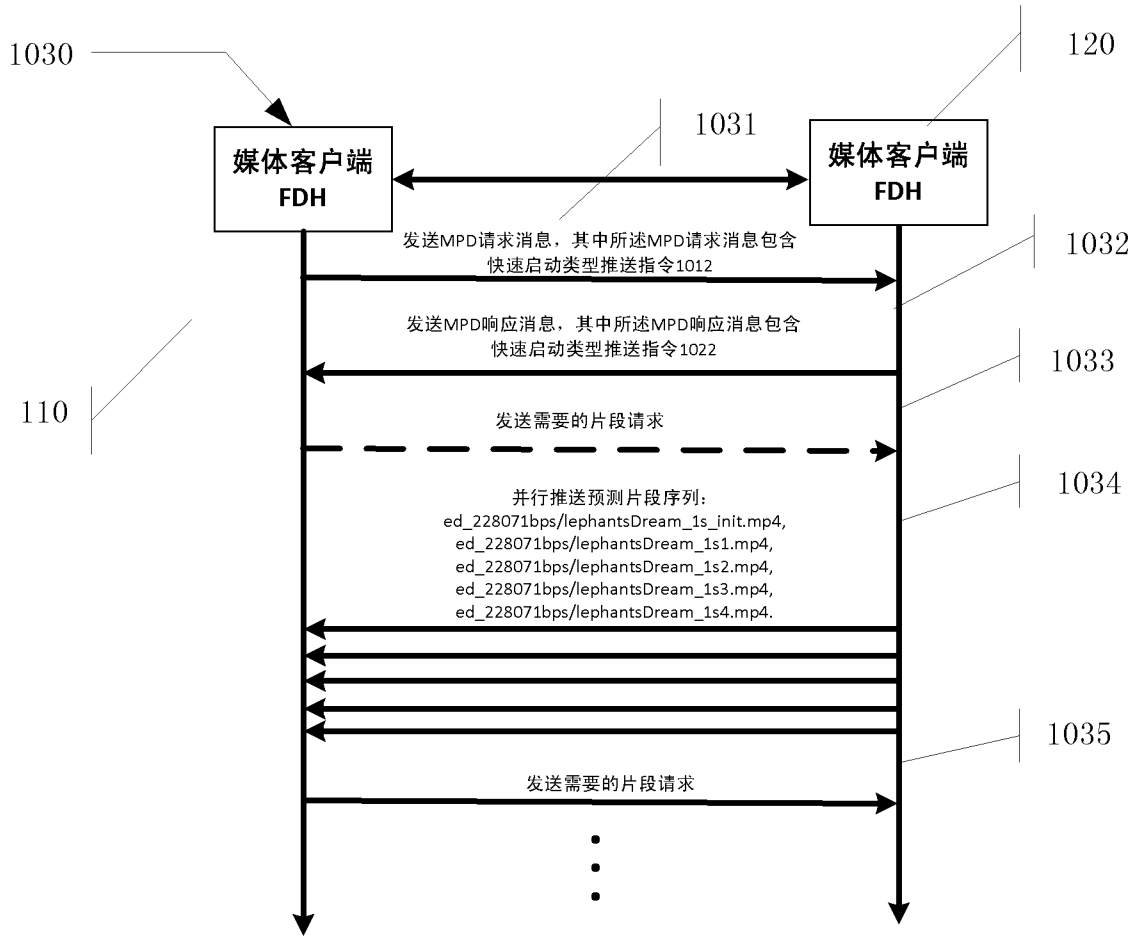 1030
120
1031
媒体客户端
FDH
媒体客户端
FDH
发送MPD请求消息，其中所述MPD请求消息包含
快速启动类型推送指令1012
1032
发送MPD响应消息，其中所述MPD响应消息包含
快速启动类型推送指令1022
1033
110
发送需要的片段请求
1034
并行推送预测片段序列：
ed_228071bps/lephantsDream_1s_init.mp4,
ed_228071bps/lephantsDream_1s1.mp4,
ed_228071bps/lephantsDream_1s2.mp4,
ed_228071bps/lephantsDream_1s3.mp4,
ed_228071bps/lephantsDream_1s4.mp4.
1035
发送需要的片段请求